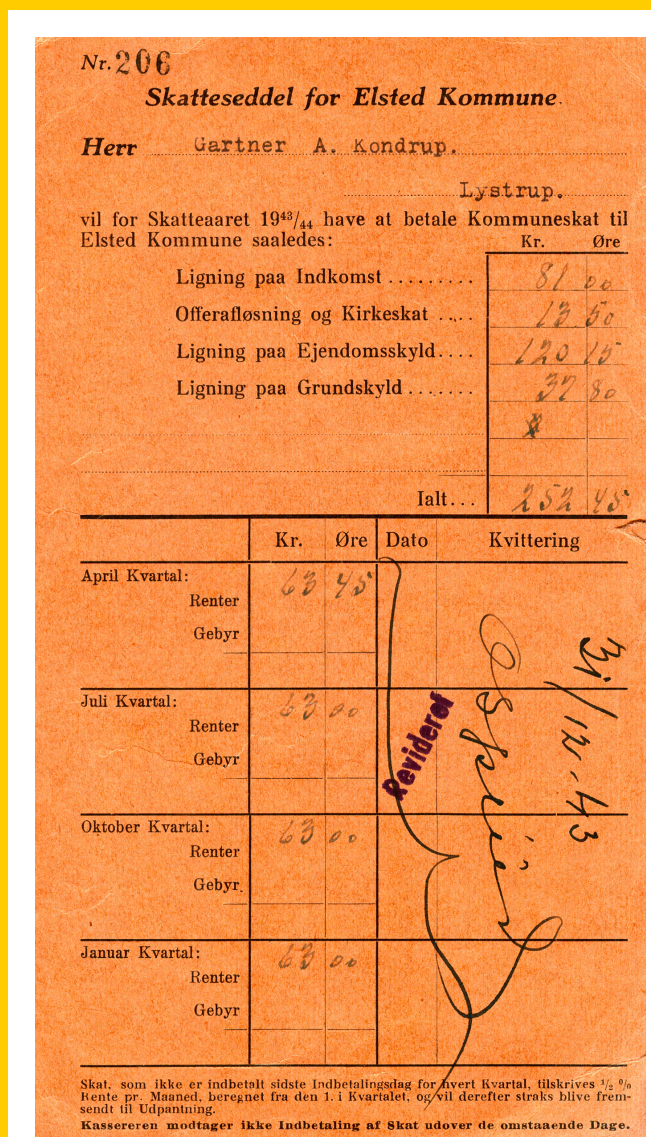 Nr. 206
Skatteseddel for Elsted Kommune.
Herr Gartner A. Kondrup.
Lystrup.
vil for Skatteaaret 19⁴³/₄₄ have at betale Kommuneskat til
Elsted Kommune saaledes:
Kr. Øre
Ligning paa Indkomst ......... 81 00
Offerafløsning og Kirkeskat .... 13 50
Ligning paa Ejendomsskyld.... 120 15
Ligning paa Grundskyld ....... 37 80
Ialt... 252 45
Kr. Øre Dato Kvittering
April Kvartal: 63 45
Renter
Gebyr
31/12-43
Juli Kvartal: 63 00
Renter
Gebyr
Revideret
Oktober Kvartal: 63 00
Renter
Gebyr.
Januar Kvartal: 63 00
Renter
Gebyr
Skat, som ikke er indbetalt sidste Indbetalingsdag for hvert Kvartal, tilskrives ½ %
Rente pr. Maaned, beregnet fra den 1. i Kvartalet, og vil derefter straks blive frem-
sendt til Udpantning.
Kassereren modtager ikke Indbetaling af Skat udover de omstaaende Dage.